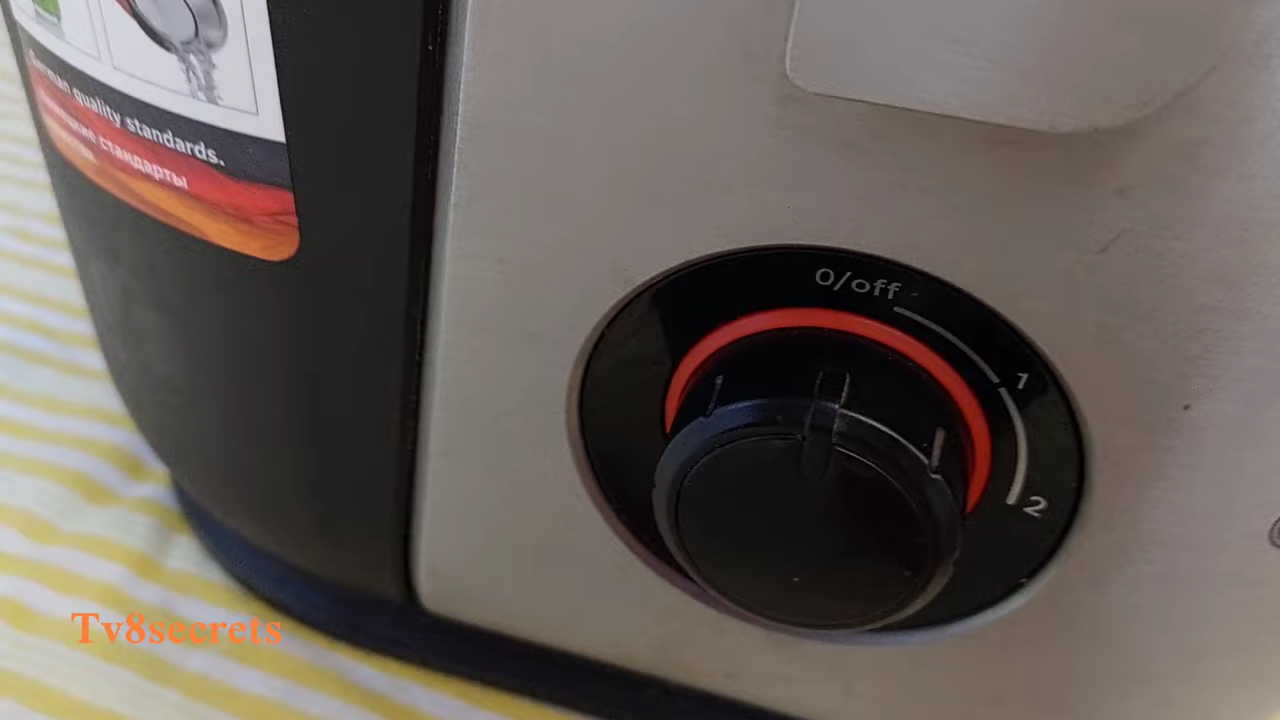 German quality standards.
стандарты
0/off
1
2
Tv8secrets